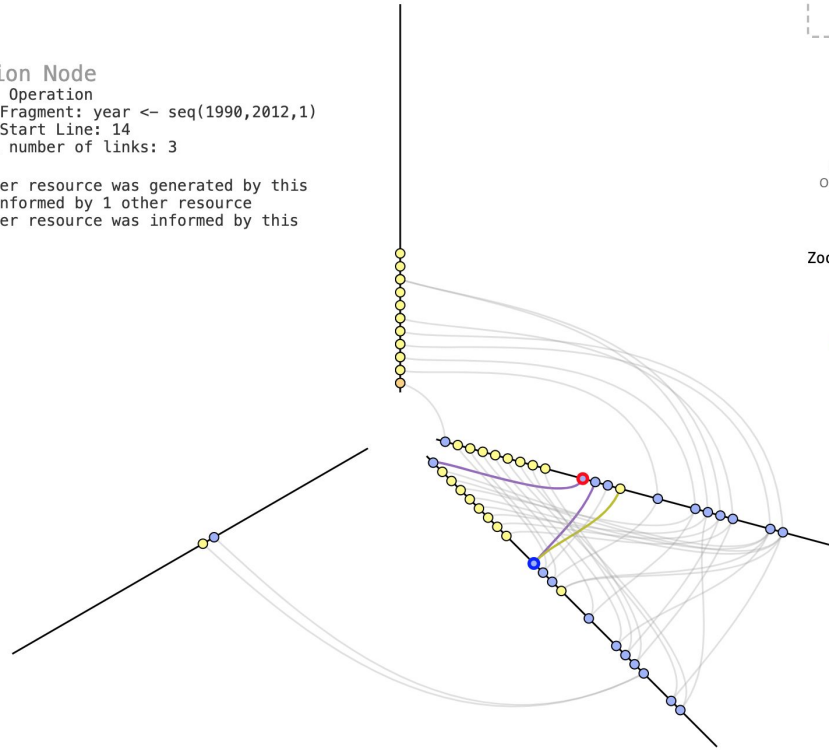 ion Node
Operation
Fragment: year <- seq(1990,2012,1)
Start Line: 14
number of links: 3
er resource was generated by this
nformed by 1 other resource
er resource was informed by this
o
Zoo